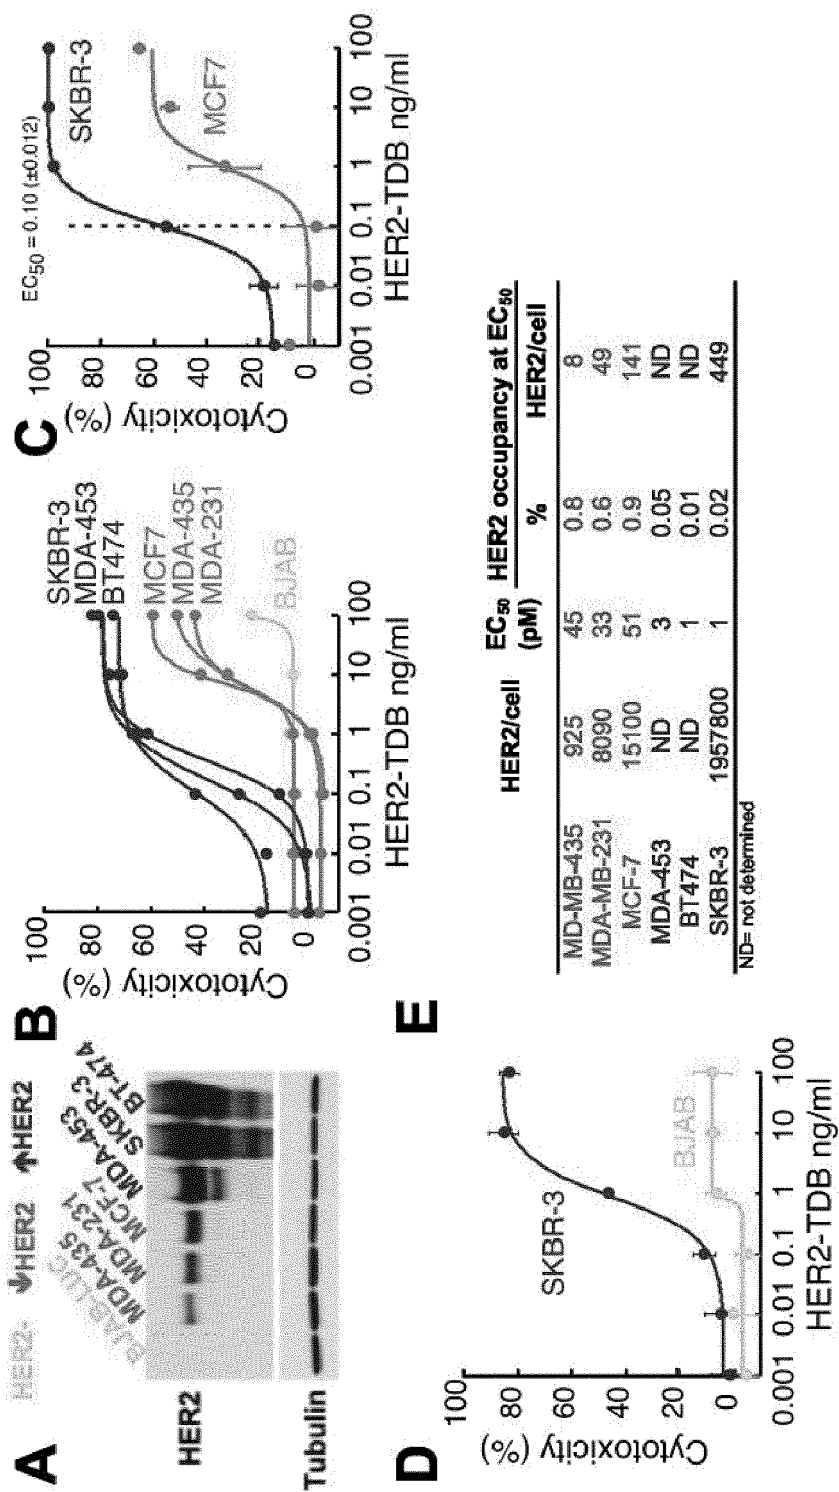 A
HER2- ↓HER2 ↑HER2
BJAB-LUC MDA-435 MDA-231 MCF-7 MDA-453 SKBR-3 BT-474
HER2
Tubulin
B
Cytotoxicity (%)
100
80
60
40
20
0
SKBR-3
MDA-453
BT474
MCF7
MDA-435
MDA-231
BJAB
0.001 0.01 0.1 1 10 100
HER2-TDB ng/ml
C
EC50 = 0.10 (±0.012)
Cytotoxicity (%)
100
80
60
40
20
0
SKBR-3
MCF7
0.001 0.01 0.1 1 10 100
HER2-TDB ng/ml
D
Cytotoxicity (%)
100
80
60
40
20
0
SKBR-3
BJAB
0.001 0.01 0.1 1 10 100
HER2-TDB ng/ml
E
HER2/cell EC50 (pM) HER2 occupancy at EC50
% HER2/cell
MD-MB-435 925 45 0.8 8
MDA-MB-231 8090 33 0.6 49
MCF-7 15100 51 0.9 141
MDA-453 ND 3 0.05 ND
BT474 ND 1 0.01 ND
SKBR-3 1957800 1 0.02 449
ND= not determined